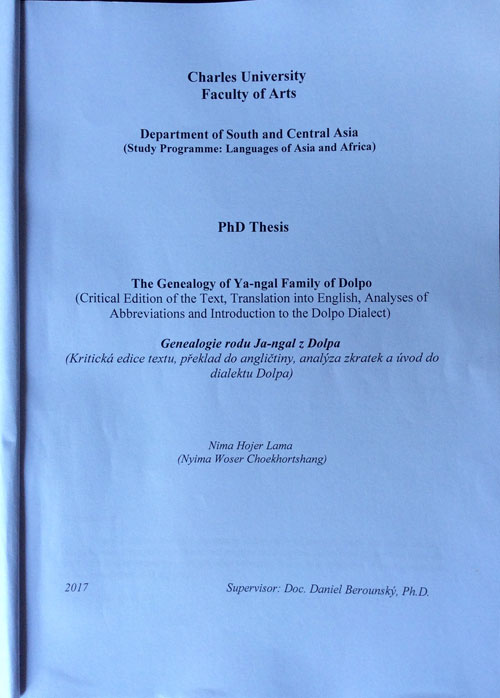 Charles University
Faculty of Arts
Department of South and Central Asia
(Study Programme: Languages of Asia and Africa)
PhD Thesis
The Genealogy of Ya-ngal Family of Dolpo
(Critical Edition of the Text, Translation into English, Analyses of
Abbreviations and Introduction to the Dolpo Dialect)
Genealogie rodu Ja-ngal z Dolpa
(Kritická edice textu, překlad do angličtiny, analýza zkratek a úvod do
dialektu Dolpa)
Nima Hojer Lama
(Nyima Woser Choekhortshang)
2017 Supervisor: Doc. Daniel Berounský, Ph.D.